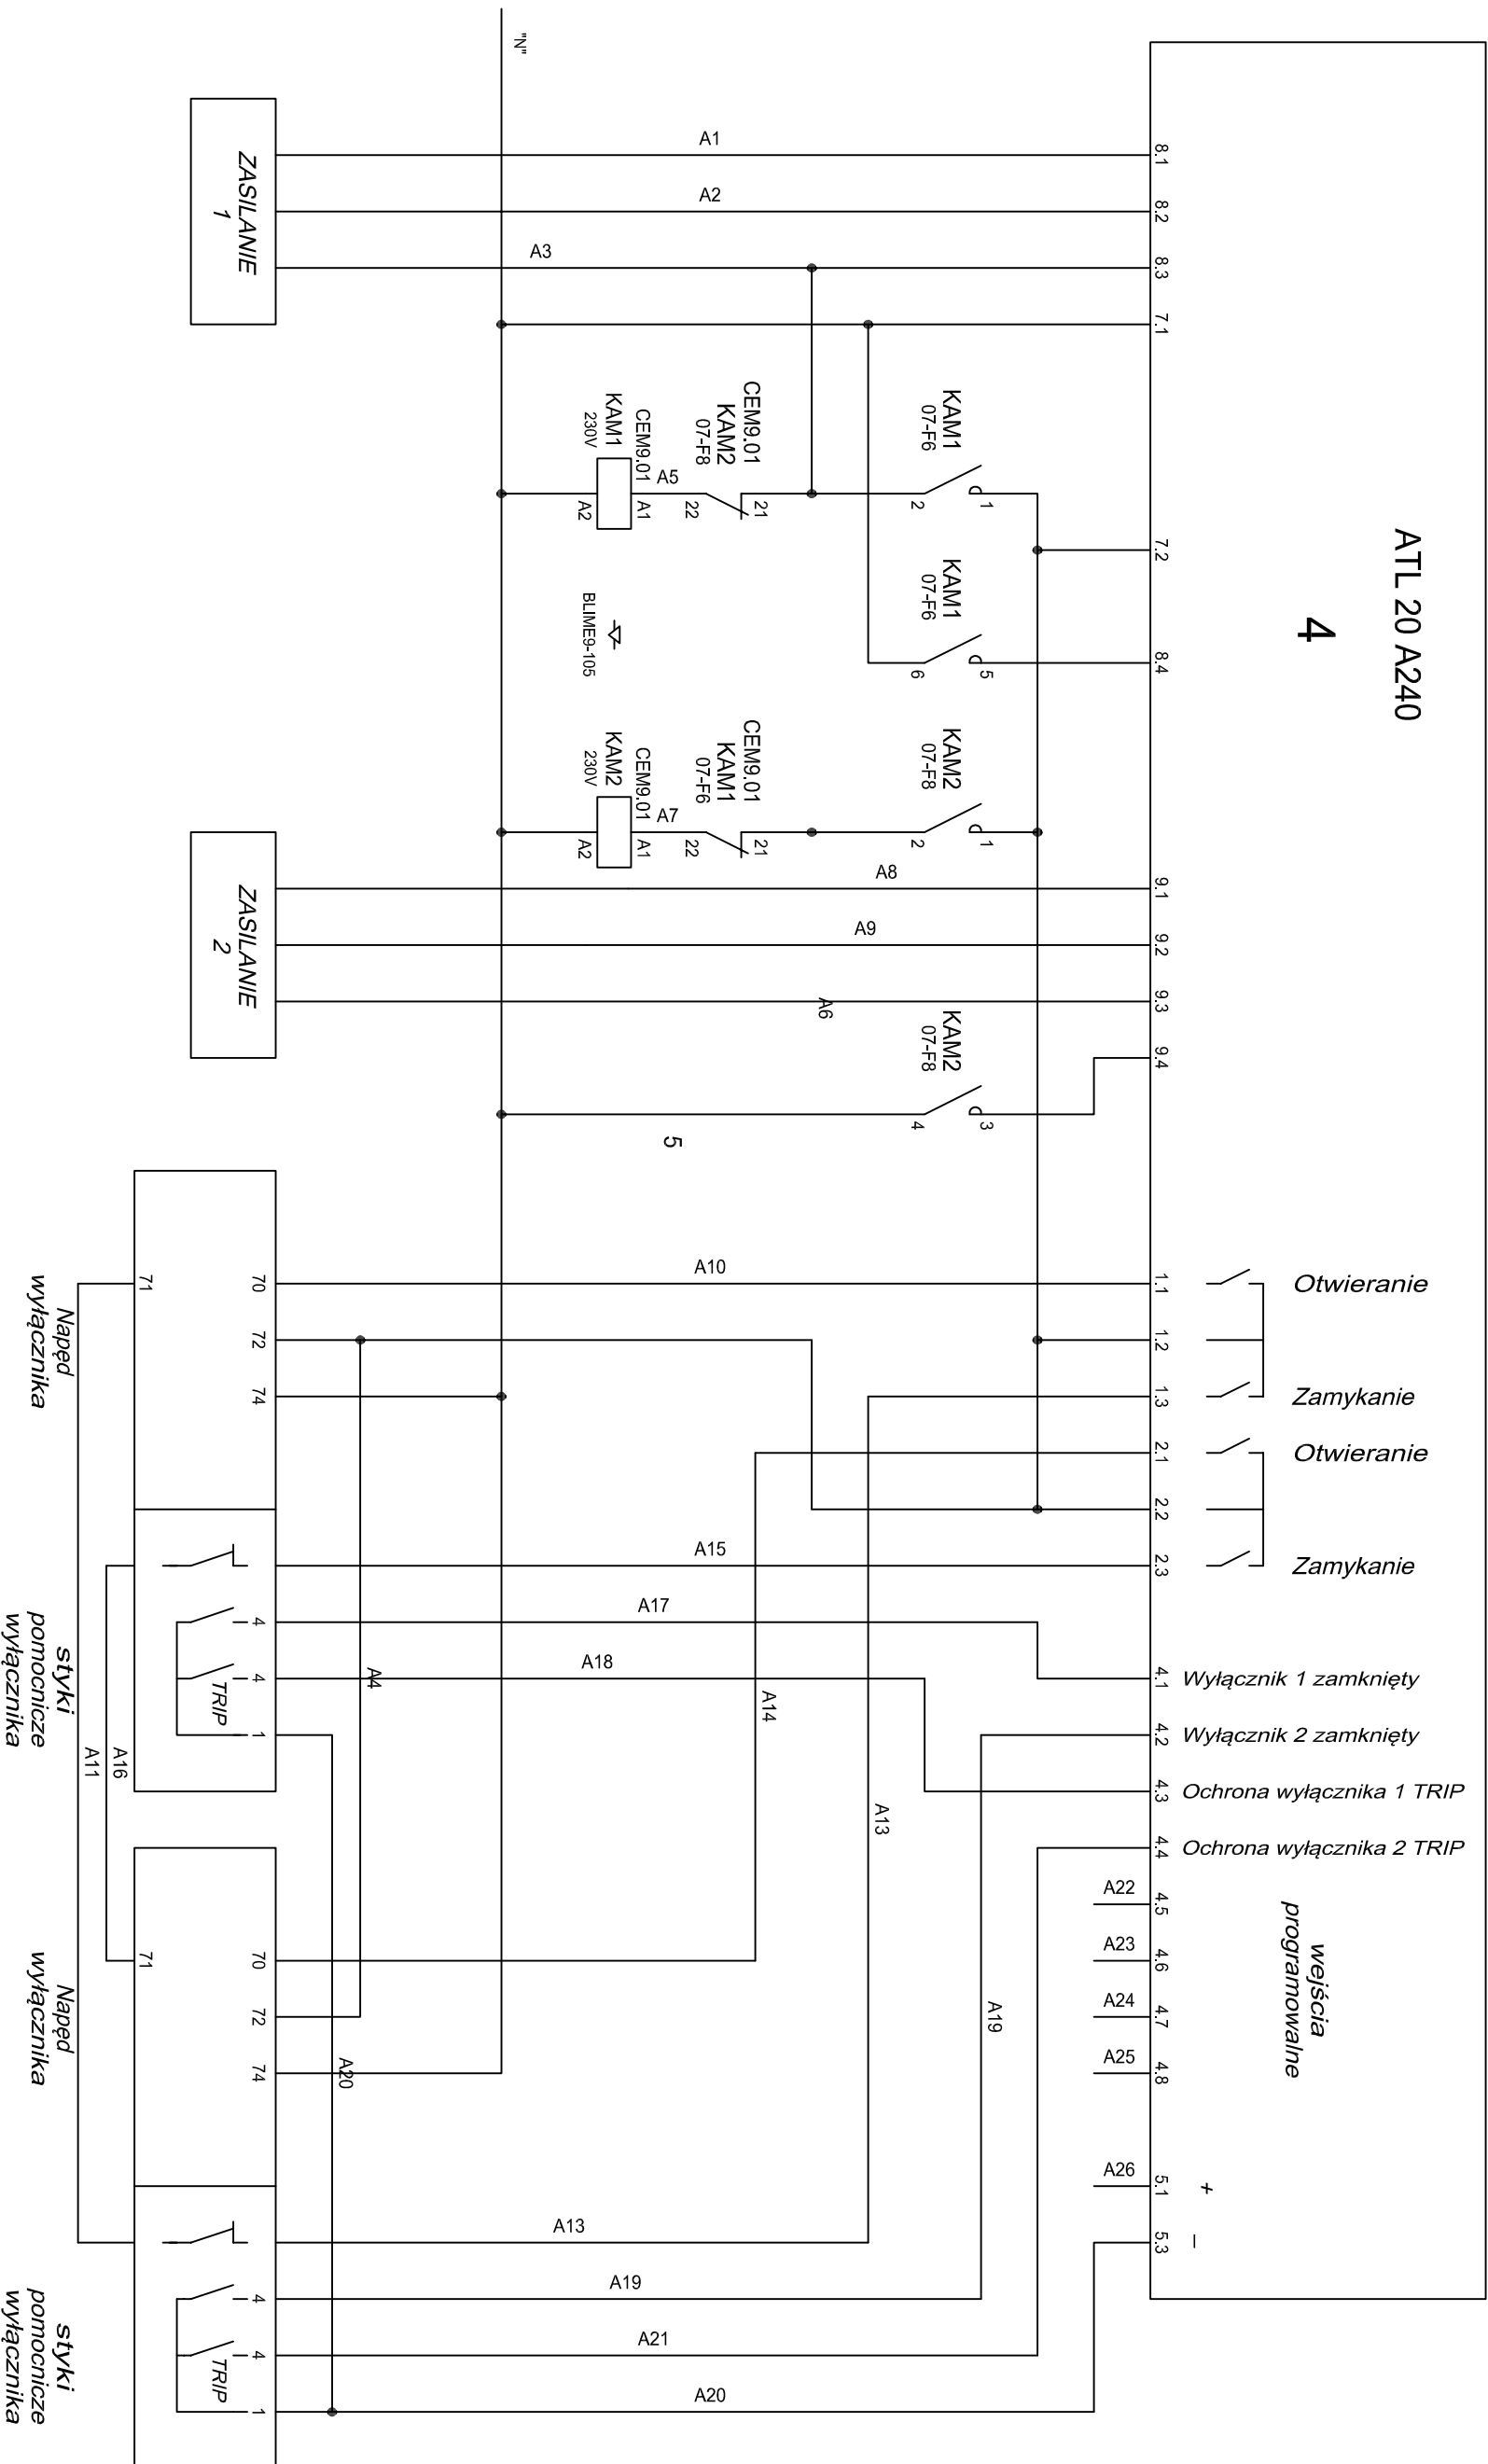 ATL 20 A240
4
"N"
8.1
8.2
8.3
7.1
7.2
8.4
9.1
9.2
9.3
9.4
1.1
1.2
1.3
2.1
2.2
2.3
4.1
4.2
4.3
4.4
4.5
4.6
4.7
4.8
5.1
5.3
A1
A2
A3
ZASILANIE
1
KAM1
07-F6
1
2
KAM1
07-F6
5
6
KAM2
07-F8
1
2
KAM2
07-F8
3
4
CEM9.01
KAM2
07-F8
21
22
A5
CEM9.01
KAM1
230V
A1
A2
BLIME9-105
CEM9.01
KAM1
07-F6
21
22
A7
CEM9.01
KAM2
230V
A1
A2
A8
A9
A6
5
ZASILANIE
2
Otwieranie
Zamykanie
Otwieranie
Zamykanie
Wyłącznik 1 zamknięty
Wyłącznik 2 zamknięty
Ochrona wyłącznika 1 TRIP
Ochrona wyłącznika 2 TRIP
wejścia
programowalne
+
–
A10
A15
A17
A18
A4
A14
A13
A19
A22
A23
A24
A25
A26
A20
A13
A19
A21
A20
70
72
74
71
Napęd
wyłącznika
4
4
1
TRIP
styki
pomocnicze
wyłącznika
A16
A11
70
72
74
71
Napęd
wyłącznika
4
4
1
TRIP
styki
pomocnicze
wyłącznika